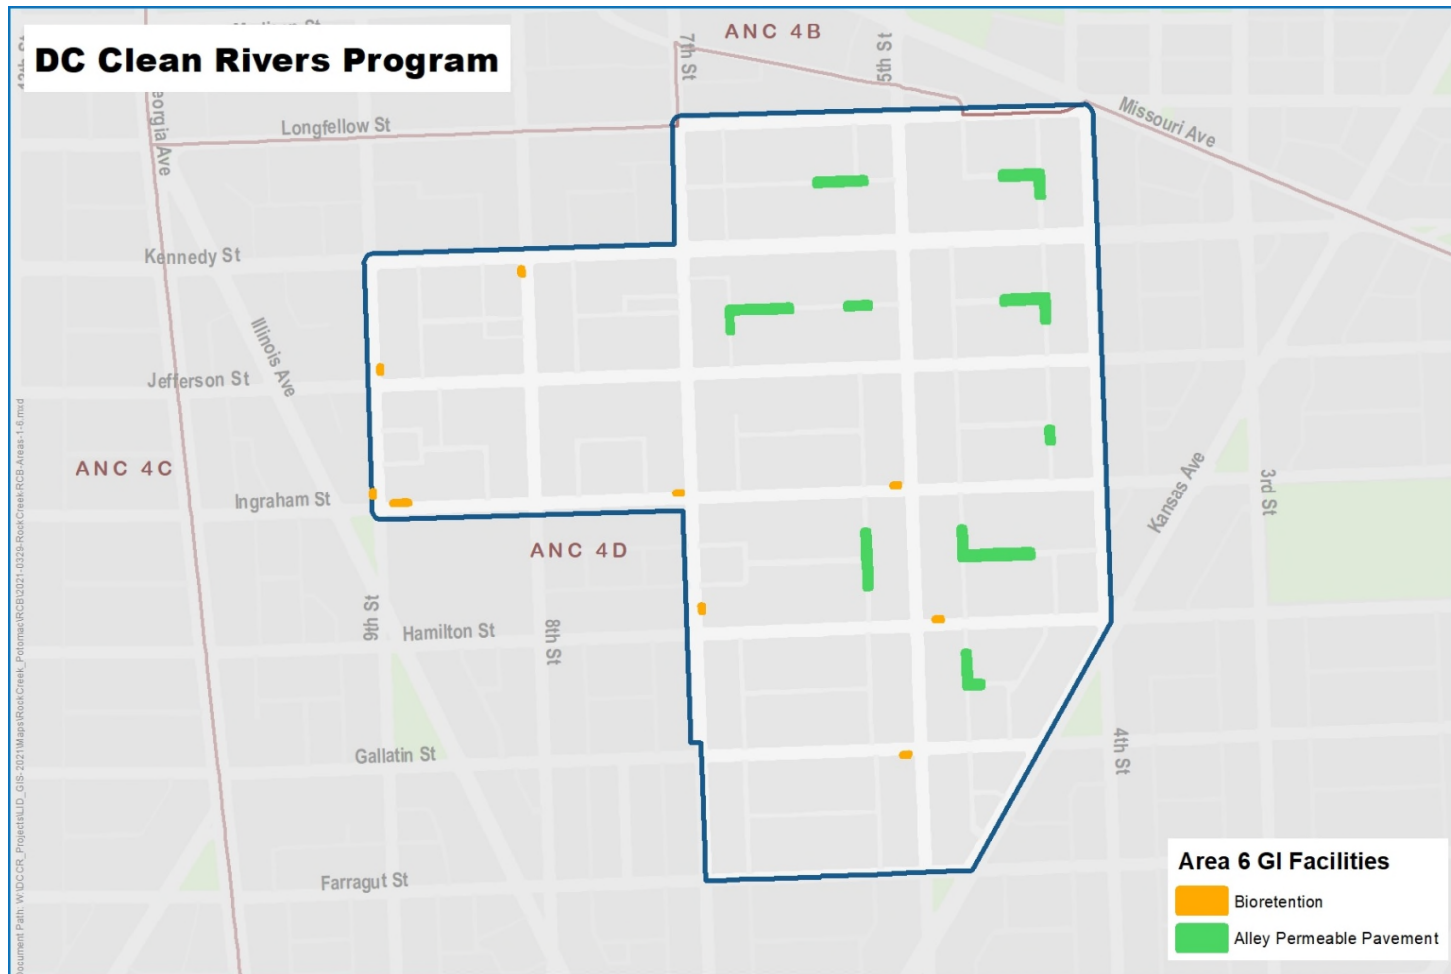 DC Clean Rivers Program
ANC 4B
7th St
5th St
Missouri Ave
Longfellow St
Kennedy St
Illinois Ave
Jefferson St
ANC 4C
Ingraham St
ANC 4D
Kansas Ave
3rd St
9th St
Hamilton St
8th St
Gallatin St
4th St
Farragut St
Area 6 GI Facilities
Bioretention
Alley Permeable Pavement